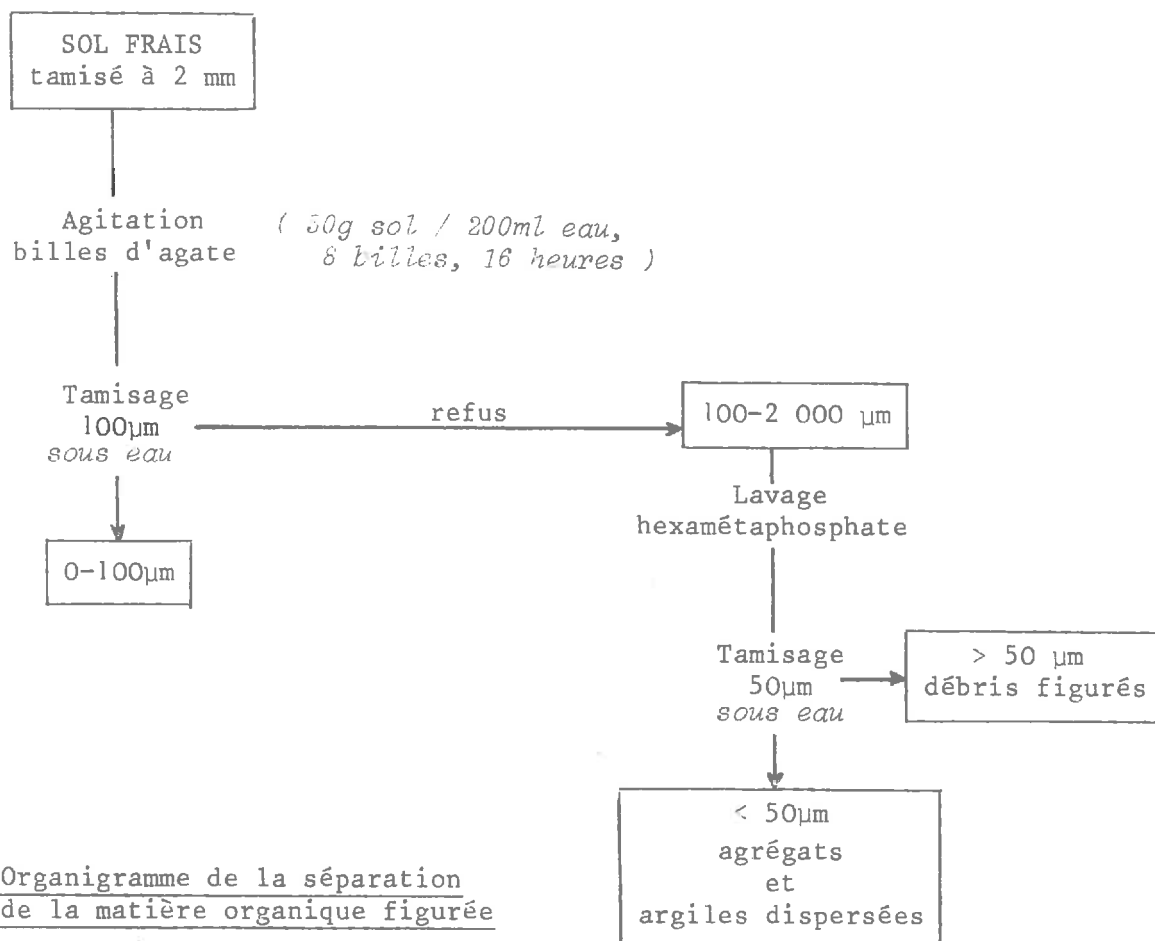 SOL FRAIS
tamisé à 2 mm
Agitation
billes d'agate
( 50g sol / 200ml eau,
8 billes, 16 heures )
Tamisage
100µm
sous eau
refus
100-2 000 µm
0-100µm
Lavage
hexamétaphosphate
Tamisage
50µm
sous eau
> 50 µm
débris figurés
< 50µm
agrégats
et
argiles dispersées
Organigramme de la séparation
de la matière organique figurée